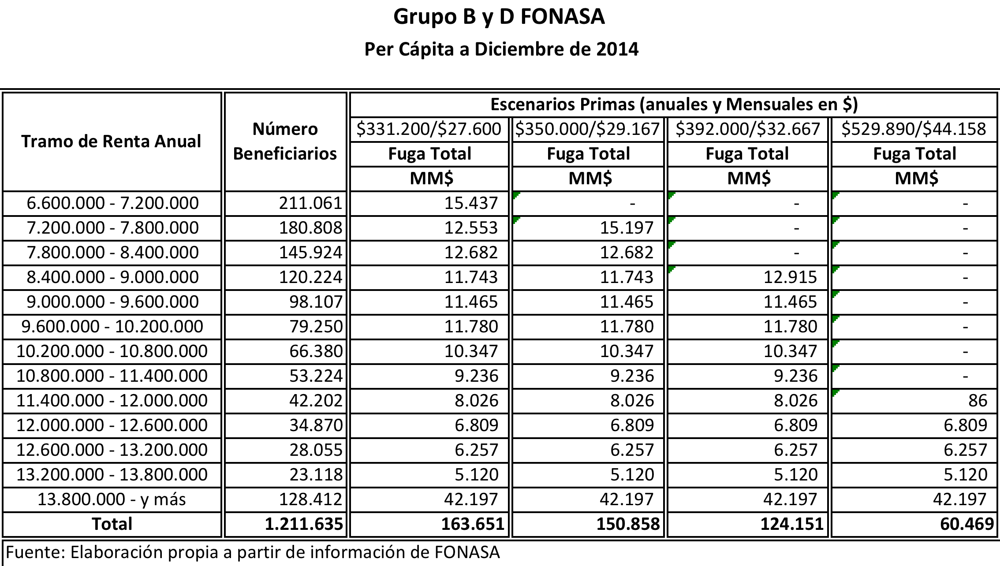 Grupo B y D FONASA
Per Cápita a Diciembre de 2014
Tramo de Renta Anual
Número
Beneficiarios
Escenarios Primas (anuales y Mensuales en $)
$331.200/$27.600 $350.000/$29.167 $392.000/$32.667 $529.890/$44.158
Fuga Total Fuga Total Fuga Total Fuga Total
MM$ MM$ MM$ MM$
6.600.000 - 7.200.000 211.061 15.437 - - -
7.200.000 - 7.800.000 180.808 12.553 15.197 - -
7.800.000 - 8.400.000 145.924 12.682 12.682 - -
8.400.000 - 9.000.000 120.224 11.743 11.743 12.915 -
9.000.000 - 9.600.000 98.107 11.465 11.465 11.465 -
9.600.000 - 10.200.000 79.250 11.780 11.780 11.780 -
10.200.000 - 10.800.000 66.380 10.347 10.347 10.347 -
10.800.000 - 11.400.000 53.224 9.236 9.236 9.236 -
11.400.000 - 12.000.000 42.202 8.026 8.026 8.026 86
12.000.000 - 12.600.000 34.870 6.809 6.809 6.809 6.809
12.600.000 - 13.200.000 28.055 6.257 6.257 6.257 6.257
13.200.000 - 13.800.000 23.118 5.120 5.120 5.120 5.120
13.800.000 - y más 128.412 42.197 42.197 42.197 42.197
Total 1.211.635 163.651 150.858 124.151 60.469
Fuente: Elaboración propia a partir de información de FONASA